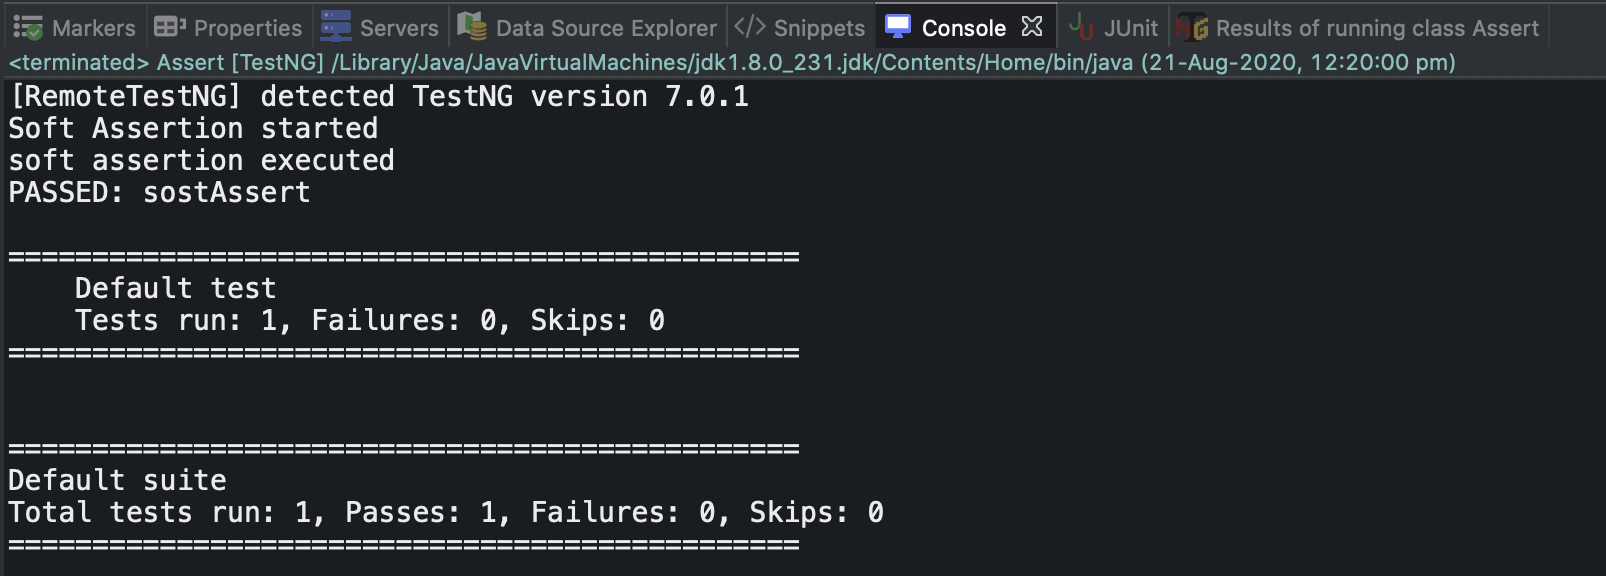 Markers Properties Servers Data Source Explorer </> Snippets Console JUnit Results of running class Assert
<terminated> Assert [TestNG] /Library/Java/JavaVirtualMachines/jdk1.8.0_231.jdk/Contents/Home/bin/java (21-Aug-2020, 12:20:00 pm)
[RemoteTestNG] detected TestNG version 7.0.1
Soft Assertion started
soft assertion executed
PASSED: sostAssert
===============================================
    Default test
    Tests run: 1, Failures: 0, Skips: 0
===============================================
===============================================
Default suite
Total tests run: 1, Passes: 1, Failures: 0, Skips: 0
===============================================